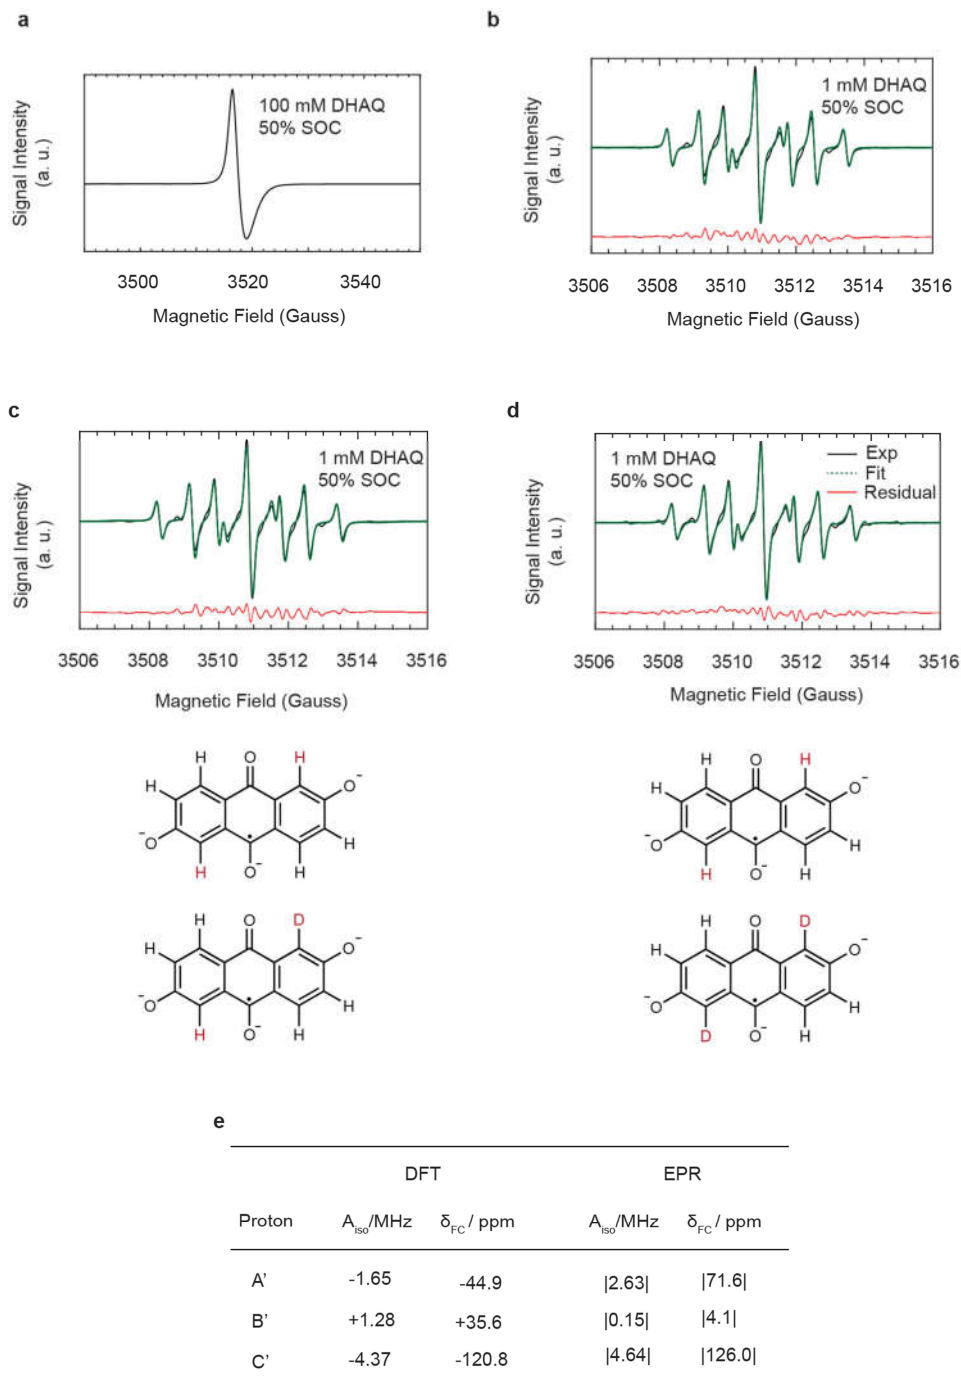 a
Signal Intensity
(a. u.)
100 mM DHAQ
50% SOC
3500 3520 3540
Magnetic Field (Gauss)
b
Signal Intensity
(a. u.)
1 mM DHAQ
50% SOC
3506 3508 3510 3512 3514 3516
Magnetic Field (Gauss)
c
Signal Intensity
(a. u.)
1 mM DHAQ
50% SOC
3506 3508 3510 3512 3514 3516
Magnetic Field (Gauss)
H O H
H O⁻
⁻O H
H O⁻ H
H O D
H O⁻
⁻O H
H O⁻ H
d
Signal Intensity
(a. u.)
1 mM DHAQ
50% SOC
Exp
Fit
Residual
3506 3508 3510 3512 3514 3516
Magnetic Field (Gauss)
H O H
H O⁻
⁻O H
H O⁻ H
H O D
H O⁻
⁻O H
D O⁻ H
e
DFT EPR
Proton A_iso/MHz δ_FC / ppm A_iso/MHz δ_FC / ppm
A' -1.65 -44.9 |2.63| |71.6|
B' +1.28 +35.6 |0.15| |4.1|
C' -4.37 -120.8 |4.64| |126.0|